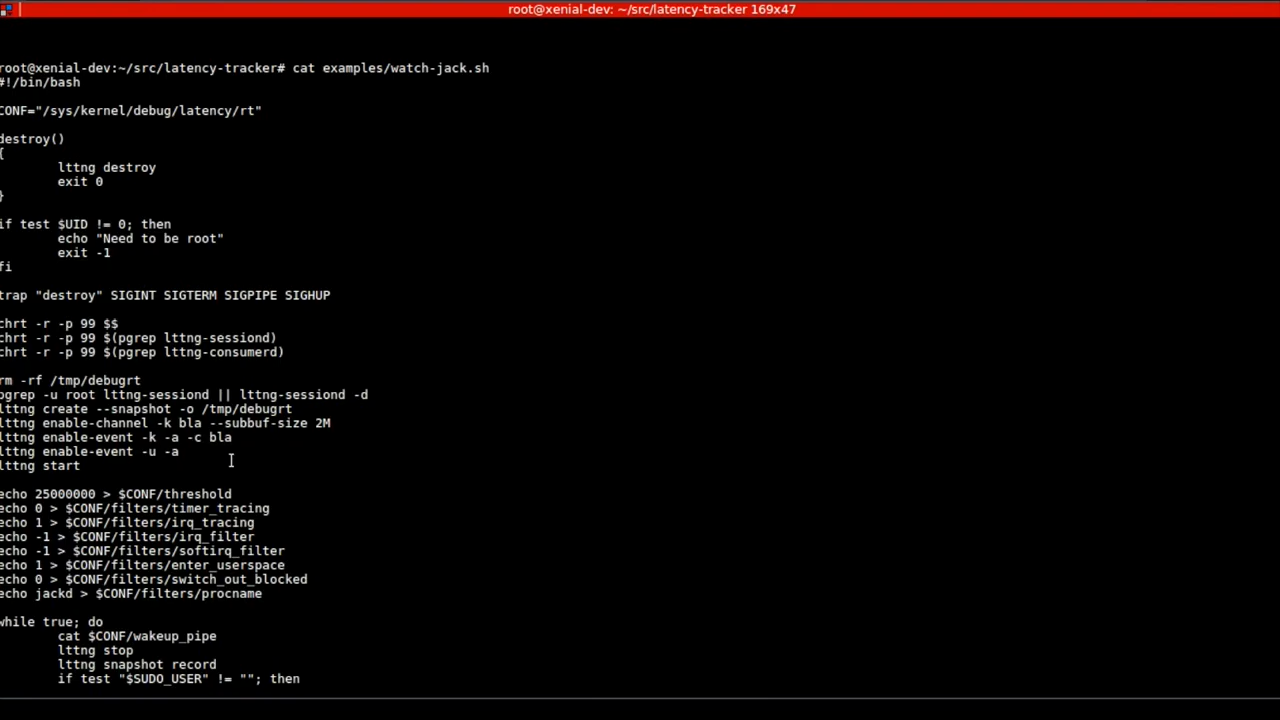 root@xenial-dev: ~/src/latency-tracker 169x47
root@xenial-dev:~/src/latency-tracker# cat examples/watch-jack.sh
#!/bin/bash
CONF="/sys/kernel/debug/latency/rt"
destroy()
{
lttng destroy
exit 0
}
if test $UID != 0; then
echo "Need to be root"
exit -1
fi
trap "destroy" SIGINT SIGTERM SIGPIPE SIGHUP
chrt -r -p 99 $$
chrt -r -p 99 $(pgrep lttng-sessiond)
chrt -r -p 99 $(pgrep lttng-consumerd)
rm -rf /tmp/debugrt
pgrep -u root lttng-sessiond || lttng-sessiond -d
lttng create --snapshot -o /tmp/debugrt
lttng enable-channel -k bla --subbuf-size 2M
lttng enable-event -k -a -c bla
lttng enable-event -u -a
lttng start
echo 25000000 > $CONF/threshold
echo 0 > $CONF/filters/timer_tracing
echo 1 > $CONF/filters/irq_tracing
echo -1 > $CONF/filters/irq_filter
echo -1 > $CONF/filters/softirq_filter
echo 1 > $CONF/filters/enter_userspace
echo 0 > $CONF/filters/switch_out_blocked
echo jackd > $CONF/filters/procname
while true; do
cat $CONF/wakeup_pipe
lttng stop
lttng snapshot record
if test "$SUDO_USER" != ""; then